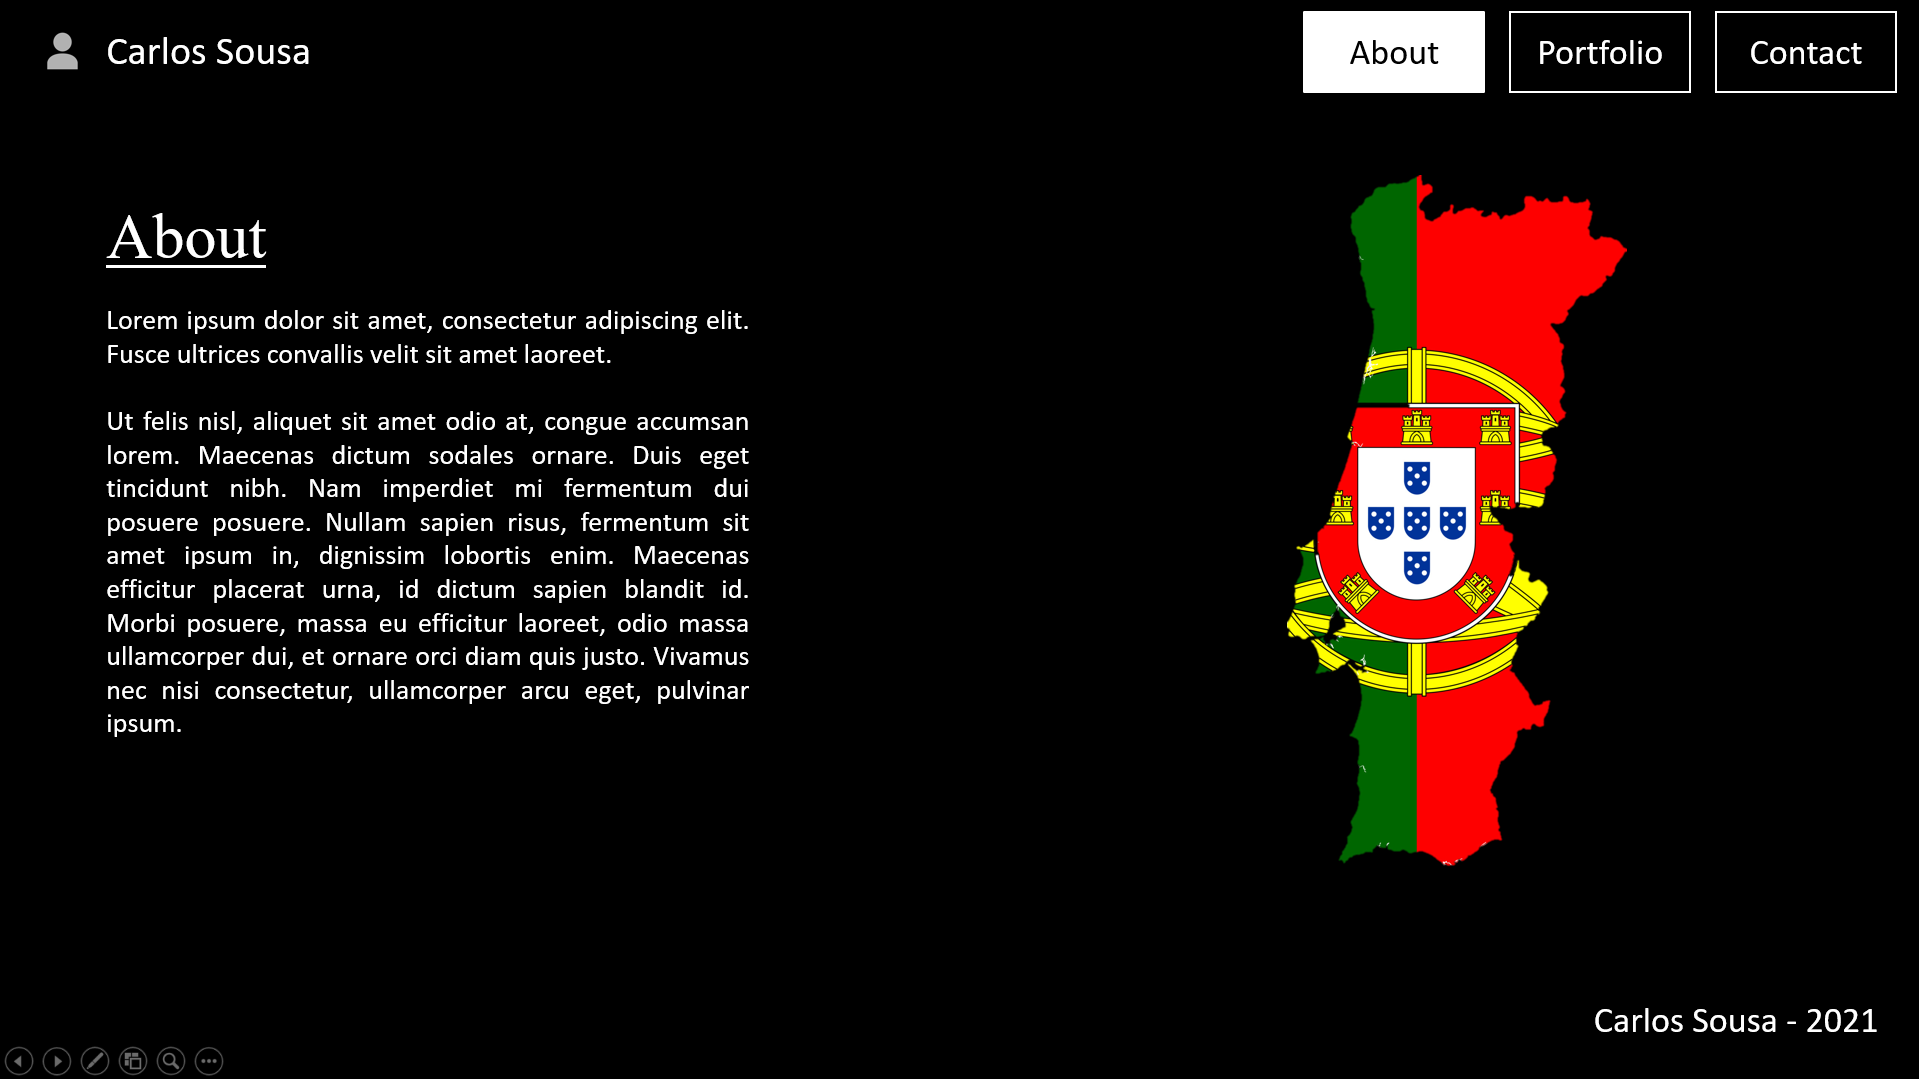 Carlos Sousa
About
Portfolio
Contact
About
Lorem ipsum dolor sit amet, consectetur adipiscing elit.
Fusce ultrices convallis velit sit amet laoreet.
Ut felis nisl, aliquet sit amet odio at, congue accumsan
lorem. Maecenas dictum sodales ornare. Duis eget
tincidunt nibh. Nam imperdiet mi fermentum dui
posuere posuere. Nullam sapien risus, fermentum sit
amet ipsum in, dignissim lobortis enim. Maecenas
efficitur placerat urna, id dictum sapien blandit id.
Morbi posuere, massa eu efficitur laoreet, odio massa
ullamcorper dui, et ornare orci diam quis justo. Vivamus
nec nisi consectetur, ullamcorper arcu eget, pulvinar
ipsum.
Carlos Sousa - 2021